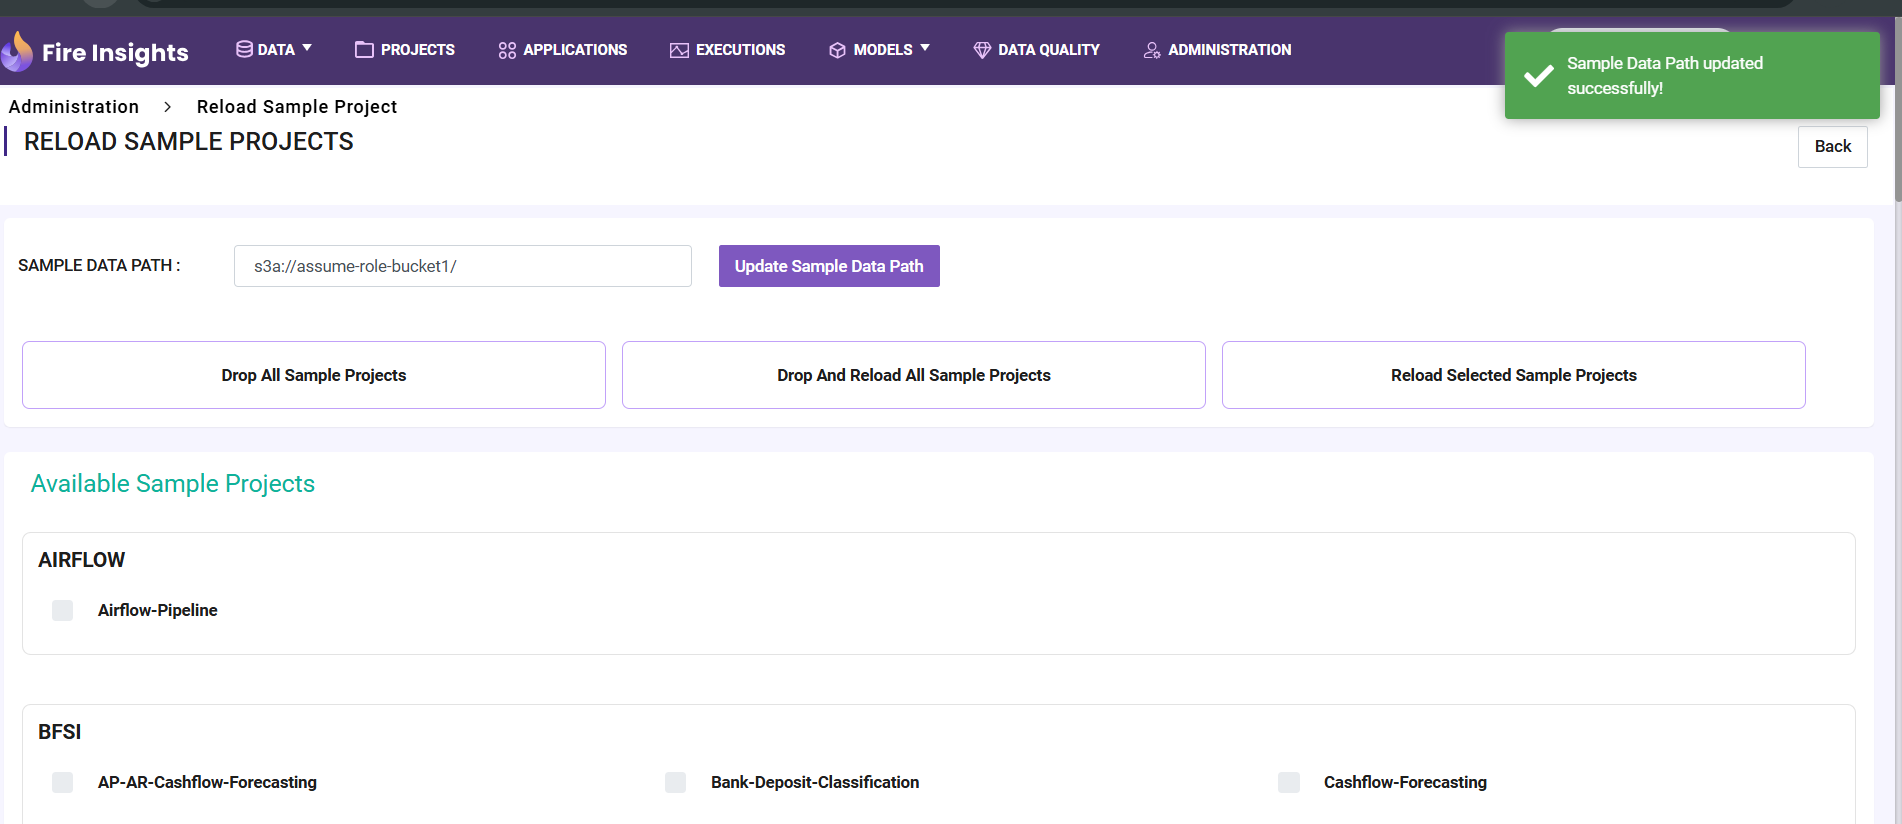 Fire Insights
DATA
PROJECTS
APPLICATIONS
EXECUTIONS
MODELS
DATA QUALITY
ADMINISTRATION
Sample Data Path updated
successfully!
Administration > Reload Sample Project
RELOAD SAMPLE PROJECTS
Back
SAMPLE DATA PATH :
s3a://assume-role-bucket1/
Update Sample Data Path
Drop All Sample Projects
Drop And Reload All Sample Projects
Reload Selected Sample Projects
Available Sample Projects
AIRFLOW
Airflow-Pipeline
BFSI
AP-AR-Cashflow-Forecasting
Bank-Deposit-Classification
Cashflow-Forecasting